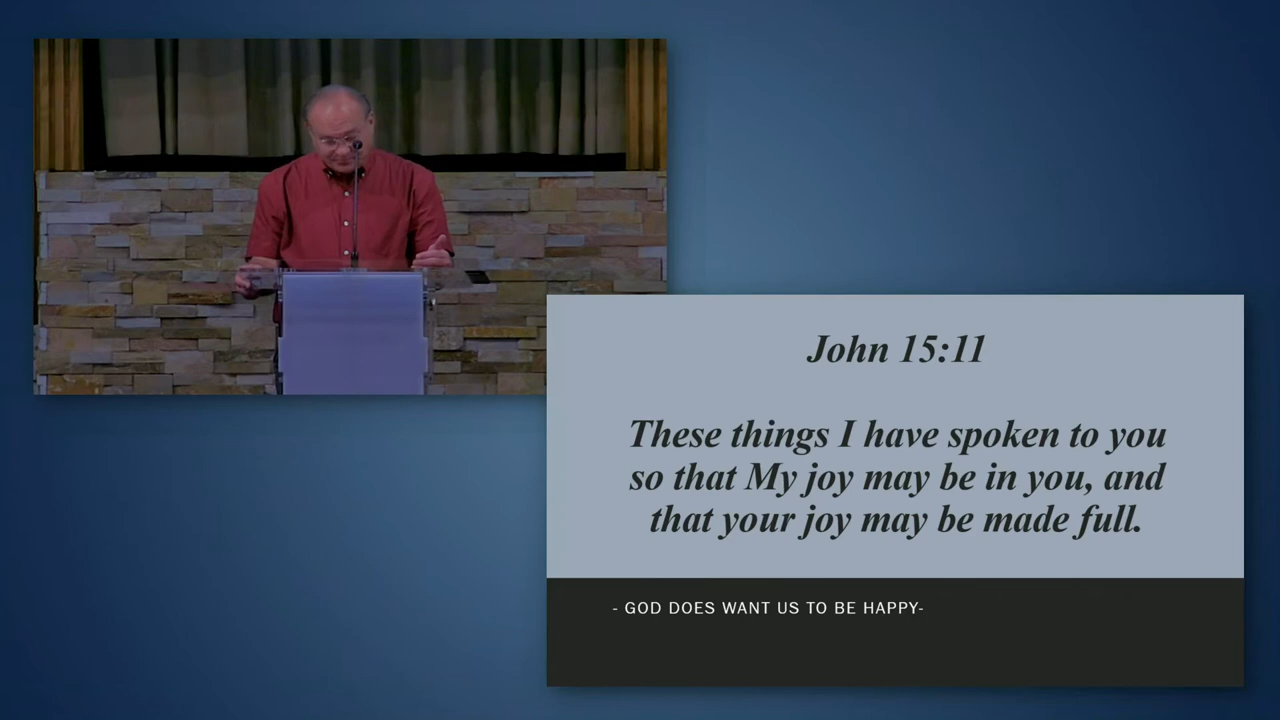 John 15:11
These things I have spoken to you
so that My joy may be in you, and
that your joy may be made full.
- GOD DOES WANT US TO BE HAPPY-